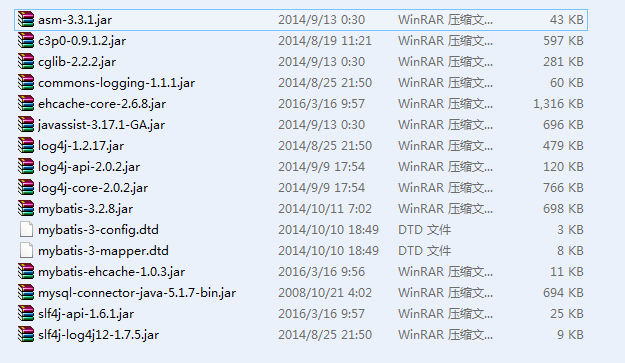 asm-3.3.1.jar 2014/9/13 0:30 WinRAR 压缩文... 43 KB
c3p0-0.9.1.2.jar 2014/8/19 11:21 WinRAR 压缩文... 597 KB
cglib-2.2.2.jar 2014/9/13 0:30 WinRAR 压缩文... 281 KB
commons-logging-1.1.1.jar 2014/8/25 21:50 WinRAR 压缩文... 60 KB
ehcache-core-2.6.8.jar 2016/3/16 9:57 WinRAR 压缩文... 1,316 KB
javassist-3.17.1-GA.jar 2014/9/13 0:30 WinRAR 压缩文... 696 KB
log4j-1.2.17.jar 2014/8/25 21:50 WinRAR 压缩文... 479 KB
log4j-api-2.0.2.jar 2014/9/9 17:54 WinRAR 压缩文... 120 KB
log4j-core-2.0.2.jar 2014/9/9 17:54 WinRAR 压缩文... 766 KB
mybatis-3.2.8.jar 2014/10/11 7:02 WinRAR 压缩文... 698 KB
mybatis-3-config.dtd 2014/10/10 18:49 DTD 文件 3 KB
mybatis-3-mapper.dtd 2014/10/10 18:49 DTD 文件 8 KB
mybatis-ehcache-1.0.3.jar 2016/3/16 9:56 WinRAR 压缩文... 11 KB
mysql-connector-java-5.1.7-bin.jar 2008/10/21 4:02 WinRAR 压缩文... 694 KB
slf4j-api-1.6.1.jar 2016/3/16 9:57 WinRAR 压缩文... 25 KB
slf4j-log4j12-1.7.5.jar 2014/8/25 21:50 WinRAR 压缩文... 9 KB